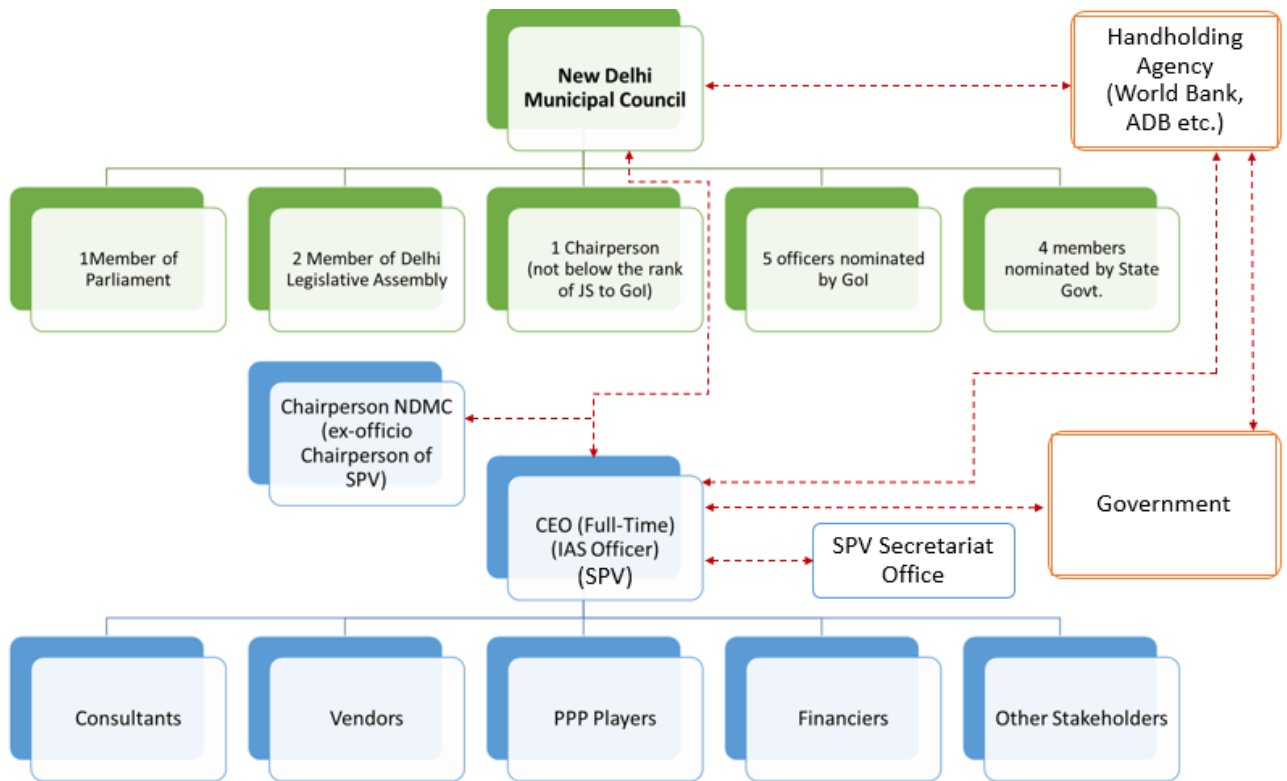 New Delhi
Municipal Council
Handholding
Agency
(World Bank,
ADB etc.)
1Member of
Parliament
2 Member of Delhi
Legislative Assembly
1 Chairperson
(not below the rank
of JS to GoI)
5 officers nominated
by GoI
4 members
nominated by State
Govt.
Chairperson NDMC
(ex-officio
Chairperson of
SPV)
CEO (Full-Time)
(IAS Officer)
(SPV)
SPV Secretariat
Office
Government
Consultants
Vendors
PPP Players
Financiers
Other Stakeholders